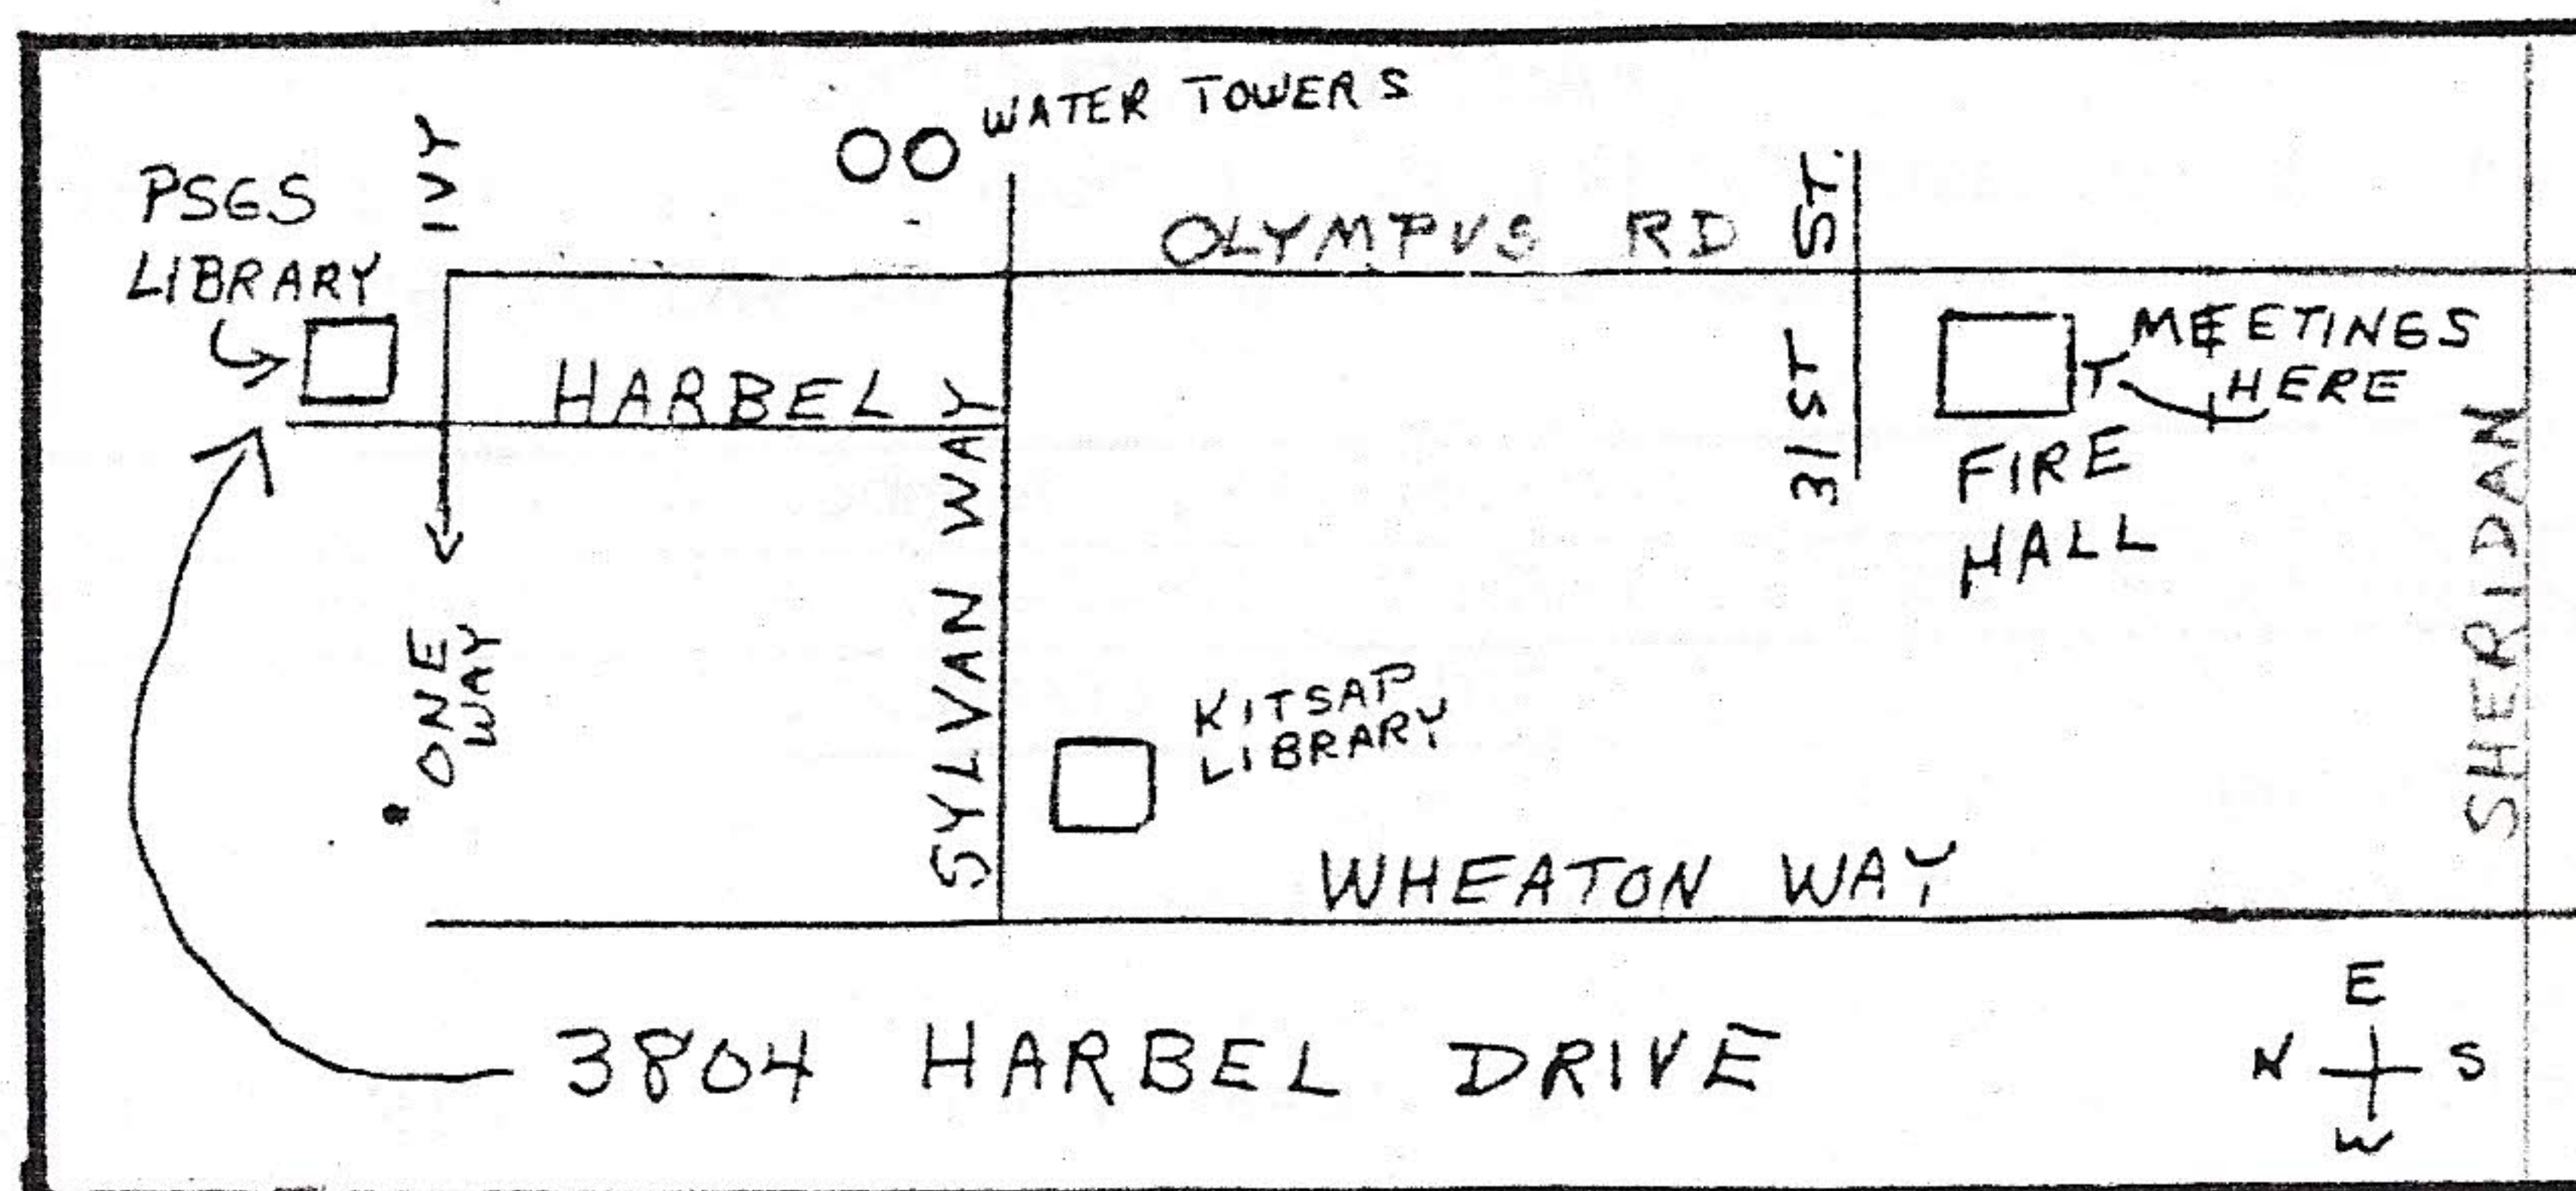 WATER TOWERS
IVY
PSGS
LIBRARY
OLYMPUS RD
31ST ST.
MEETINGS
HERE
HARBEL
FIRE
HALL
SYLVAN WAY
SHERIDAN
ONE
WAY
KITSAP
LIBRARY
WHEATON WAY
3804 HARBEL DRIVE
E
N S
W